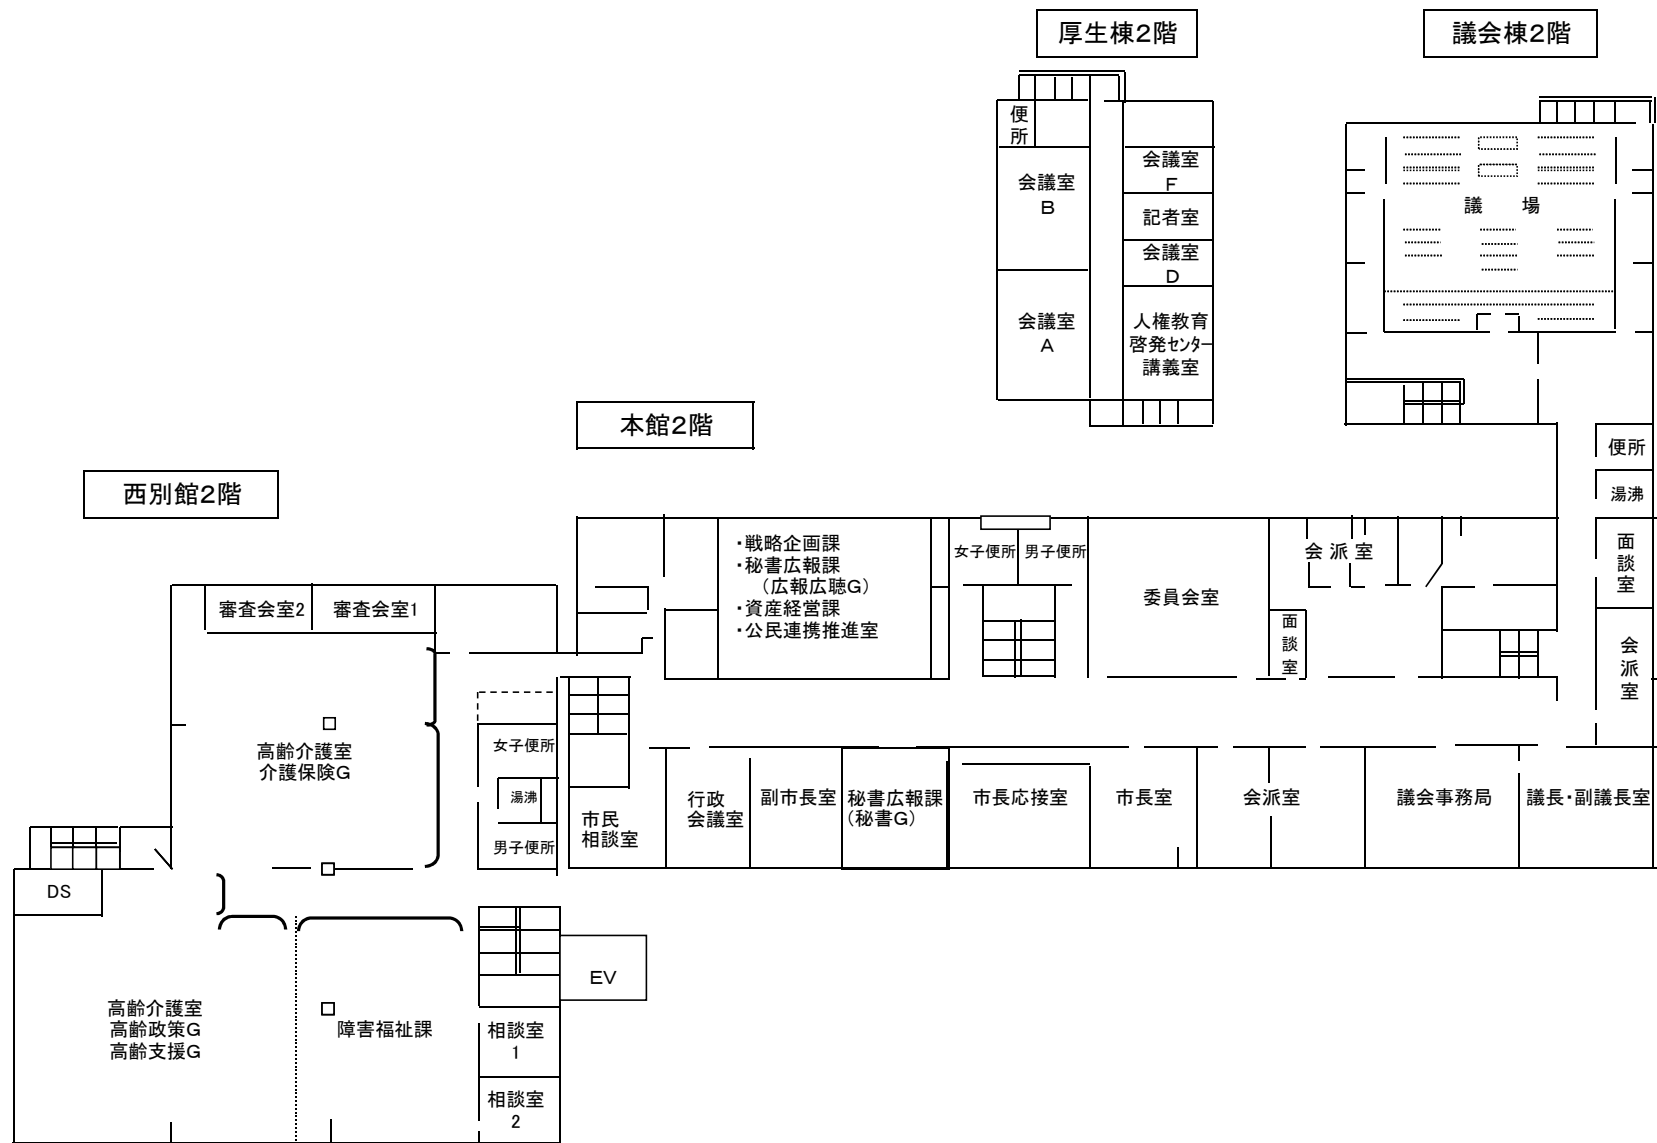 厚生棟2階
議会棟2階
便
所
会議室
B
会議室
A
会議室
F
記者室
会議室
D
人権教育
啓発センター
講義室
議 場
便所
湯沸
面
談
室
会
派
室
本館2階
・戦略企画課
・秘書広報課
(広報広聴G)
・資産経営課
・公民連携推進室
女子便所
男子便所
委員会室
会 派 室
面
談
室
市民
相談室
行政
会議室
副市長室
秘書広報課
(秘書G)
市長応接室
市長室
会派室
議会事務局
議長・副議長室
西別館2階
審査会室2
審査会室1
高齢介護室
介護保険G
女子便所
湯沸
男子便所
DS
EV
高齢介護室
高齢政策G
高齢支援G
障害福祉課
相談室
1
相談室
2